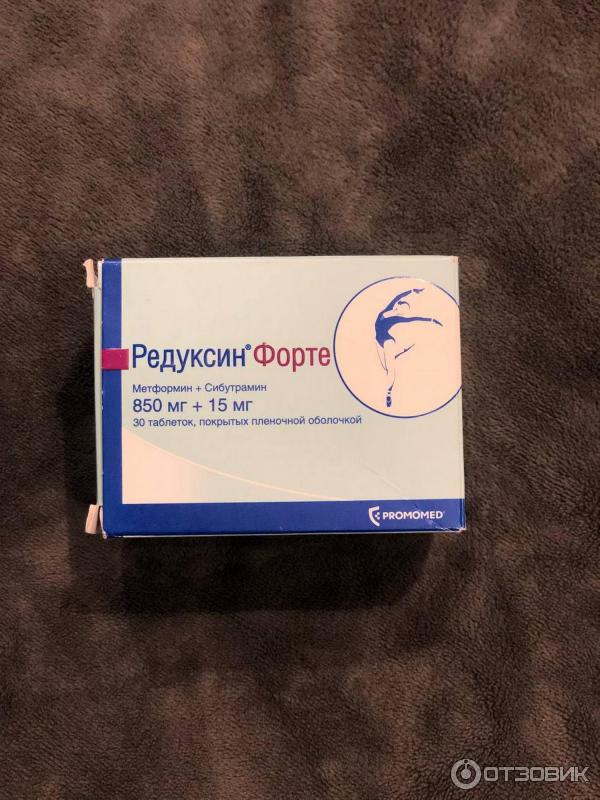 Редуксин® Форте
Метформин + Сибутрамин
850 мг + 15 мг
30 таблеток, покрытых пленочной оболочкой
PROMOMED
ОТЗОВИК